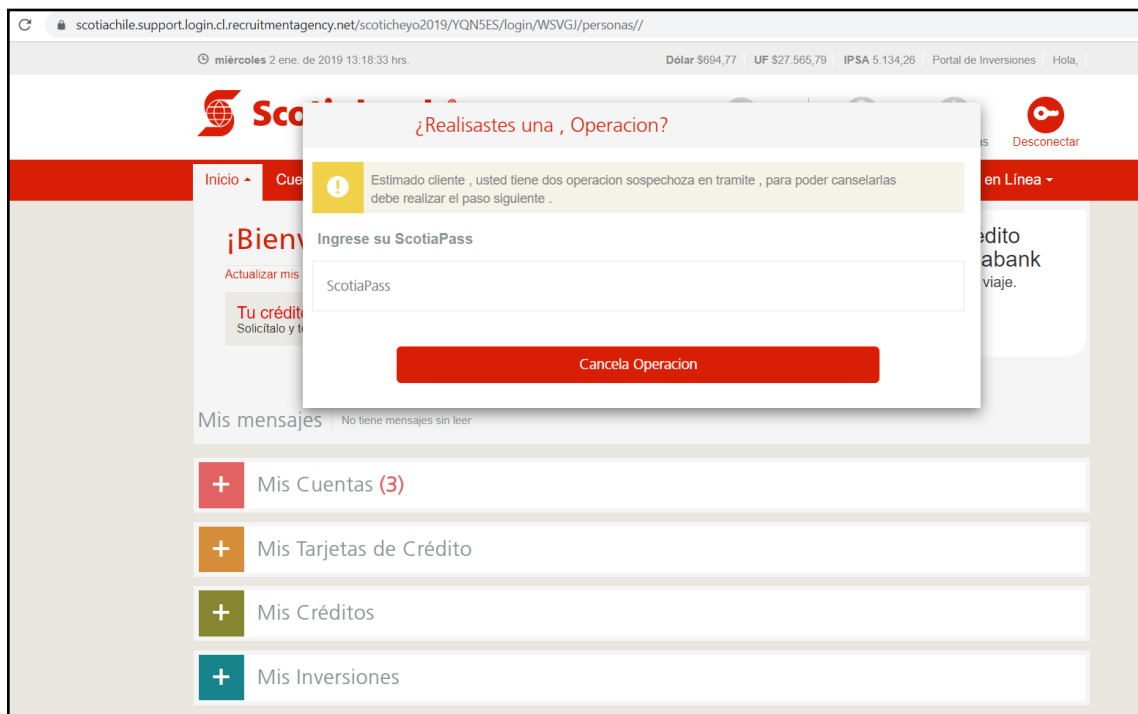 scotiachile.support.login.cl.recruitmentagency.net/scoticheyo2019/YQN5ES/login/WSVGJ/personas//
miércoles 2 ene. de 2019 13:18:33 hrs. Dólar $694,77 UF $27.565,79 IPSA 5.134,26 Portal de Inversiones Hola,
Desconectar
¿Realisastes una , Operacion?
Inicio Cue en Línea
Estimado cliente , usted tiene dos operacion sospechoza en tramite , para poder canselarlas
debe realizar el paso siguiente .
Ingrese su ScotiaPass
ScotiaPass
Cancela Operacion
Actualizar mis
Tu crédit
Solicítalo y t
edito
abank
viaje.
Mis mensajes No tiene mensajes sin leer
Mis Cuentas (3)
Mis Tarjetas de Crédito
Mis Créditos
Mis Inversiones